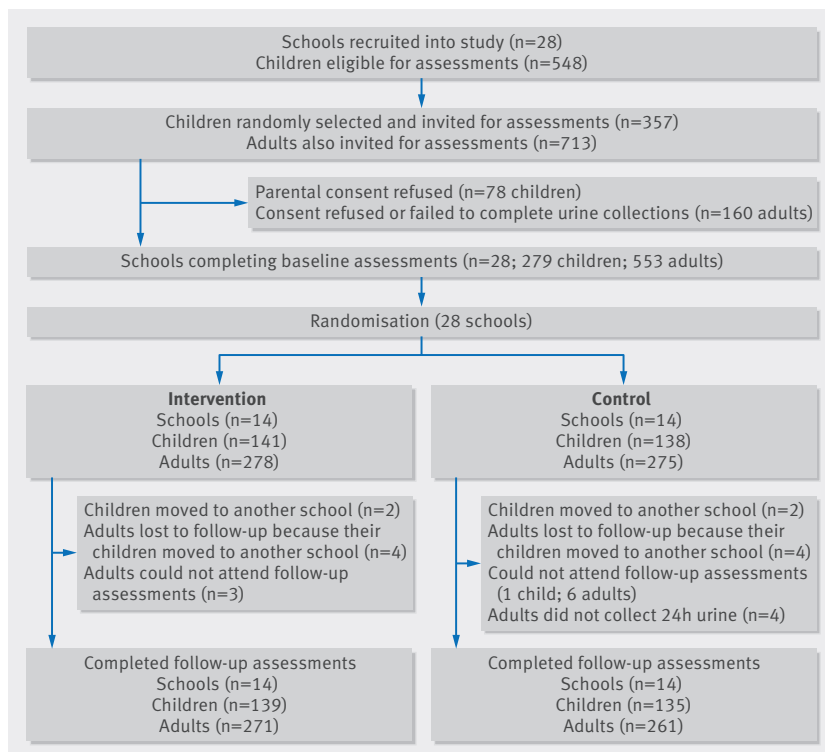 Schools recruited into study (n=28)
Children eligible for assessments (n=548)
Children randomly selected and invited for assessments (n=357)
Adults also invited for assessments (n=713)
Parental consent refused (n=78 children)
Consent refused or failed to complete urine collections (n=160 adults)
Schools completing baseline assessments (n=28; 279 children; 553 adults)
Randomisation (28 schools)
Intervention
Schools (n=14)
Children (n=141)
Adults (n=278)
Control
Schools (n=14)
Children (n=138)
Adults (n=275)
Children moved to another school (n=2)
Adults lost to follow-up because their
children moved to another school (n=4)
Adults could not attend follow-up
assessments (n=3)
Children moved to another school (n=2)
Adults lost to follow-up because their
children moved to another school (n=4)
Could not attend follow-up assessments
(1 child; 6 adults)
Adults did not collect 24h urine (n=4)
Completed follow-up assessments
Schools (n=14)
Children (n=139)
Adults (n=271)
Completed follow-up assessments
Schools (n=14)
Children (n=135)
Adults (n=261)